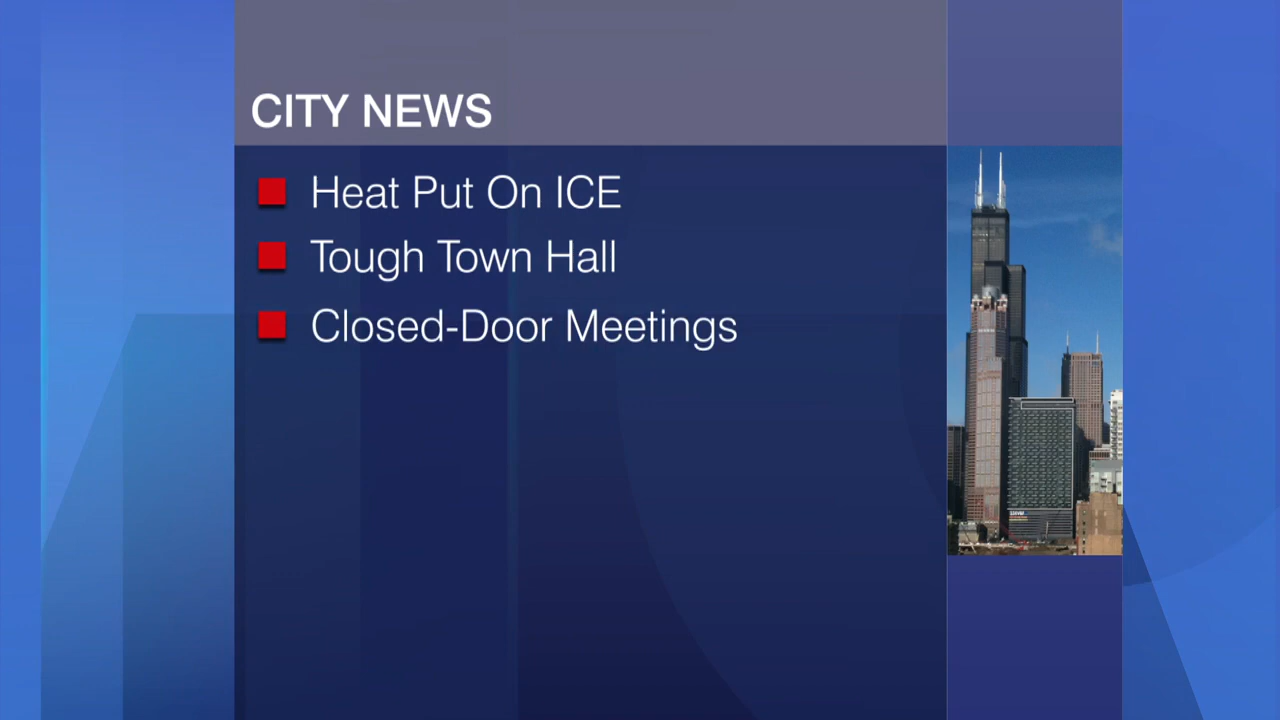 CITY NEWS
Heat Put On ICE
Tough Town Hall
Closed-Door Meetings